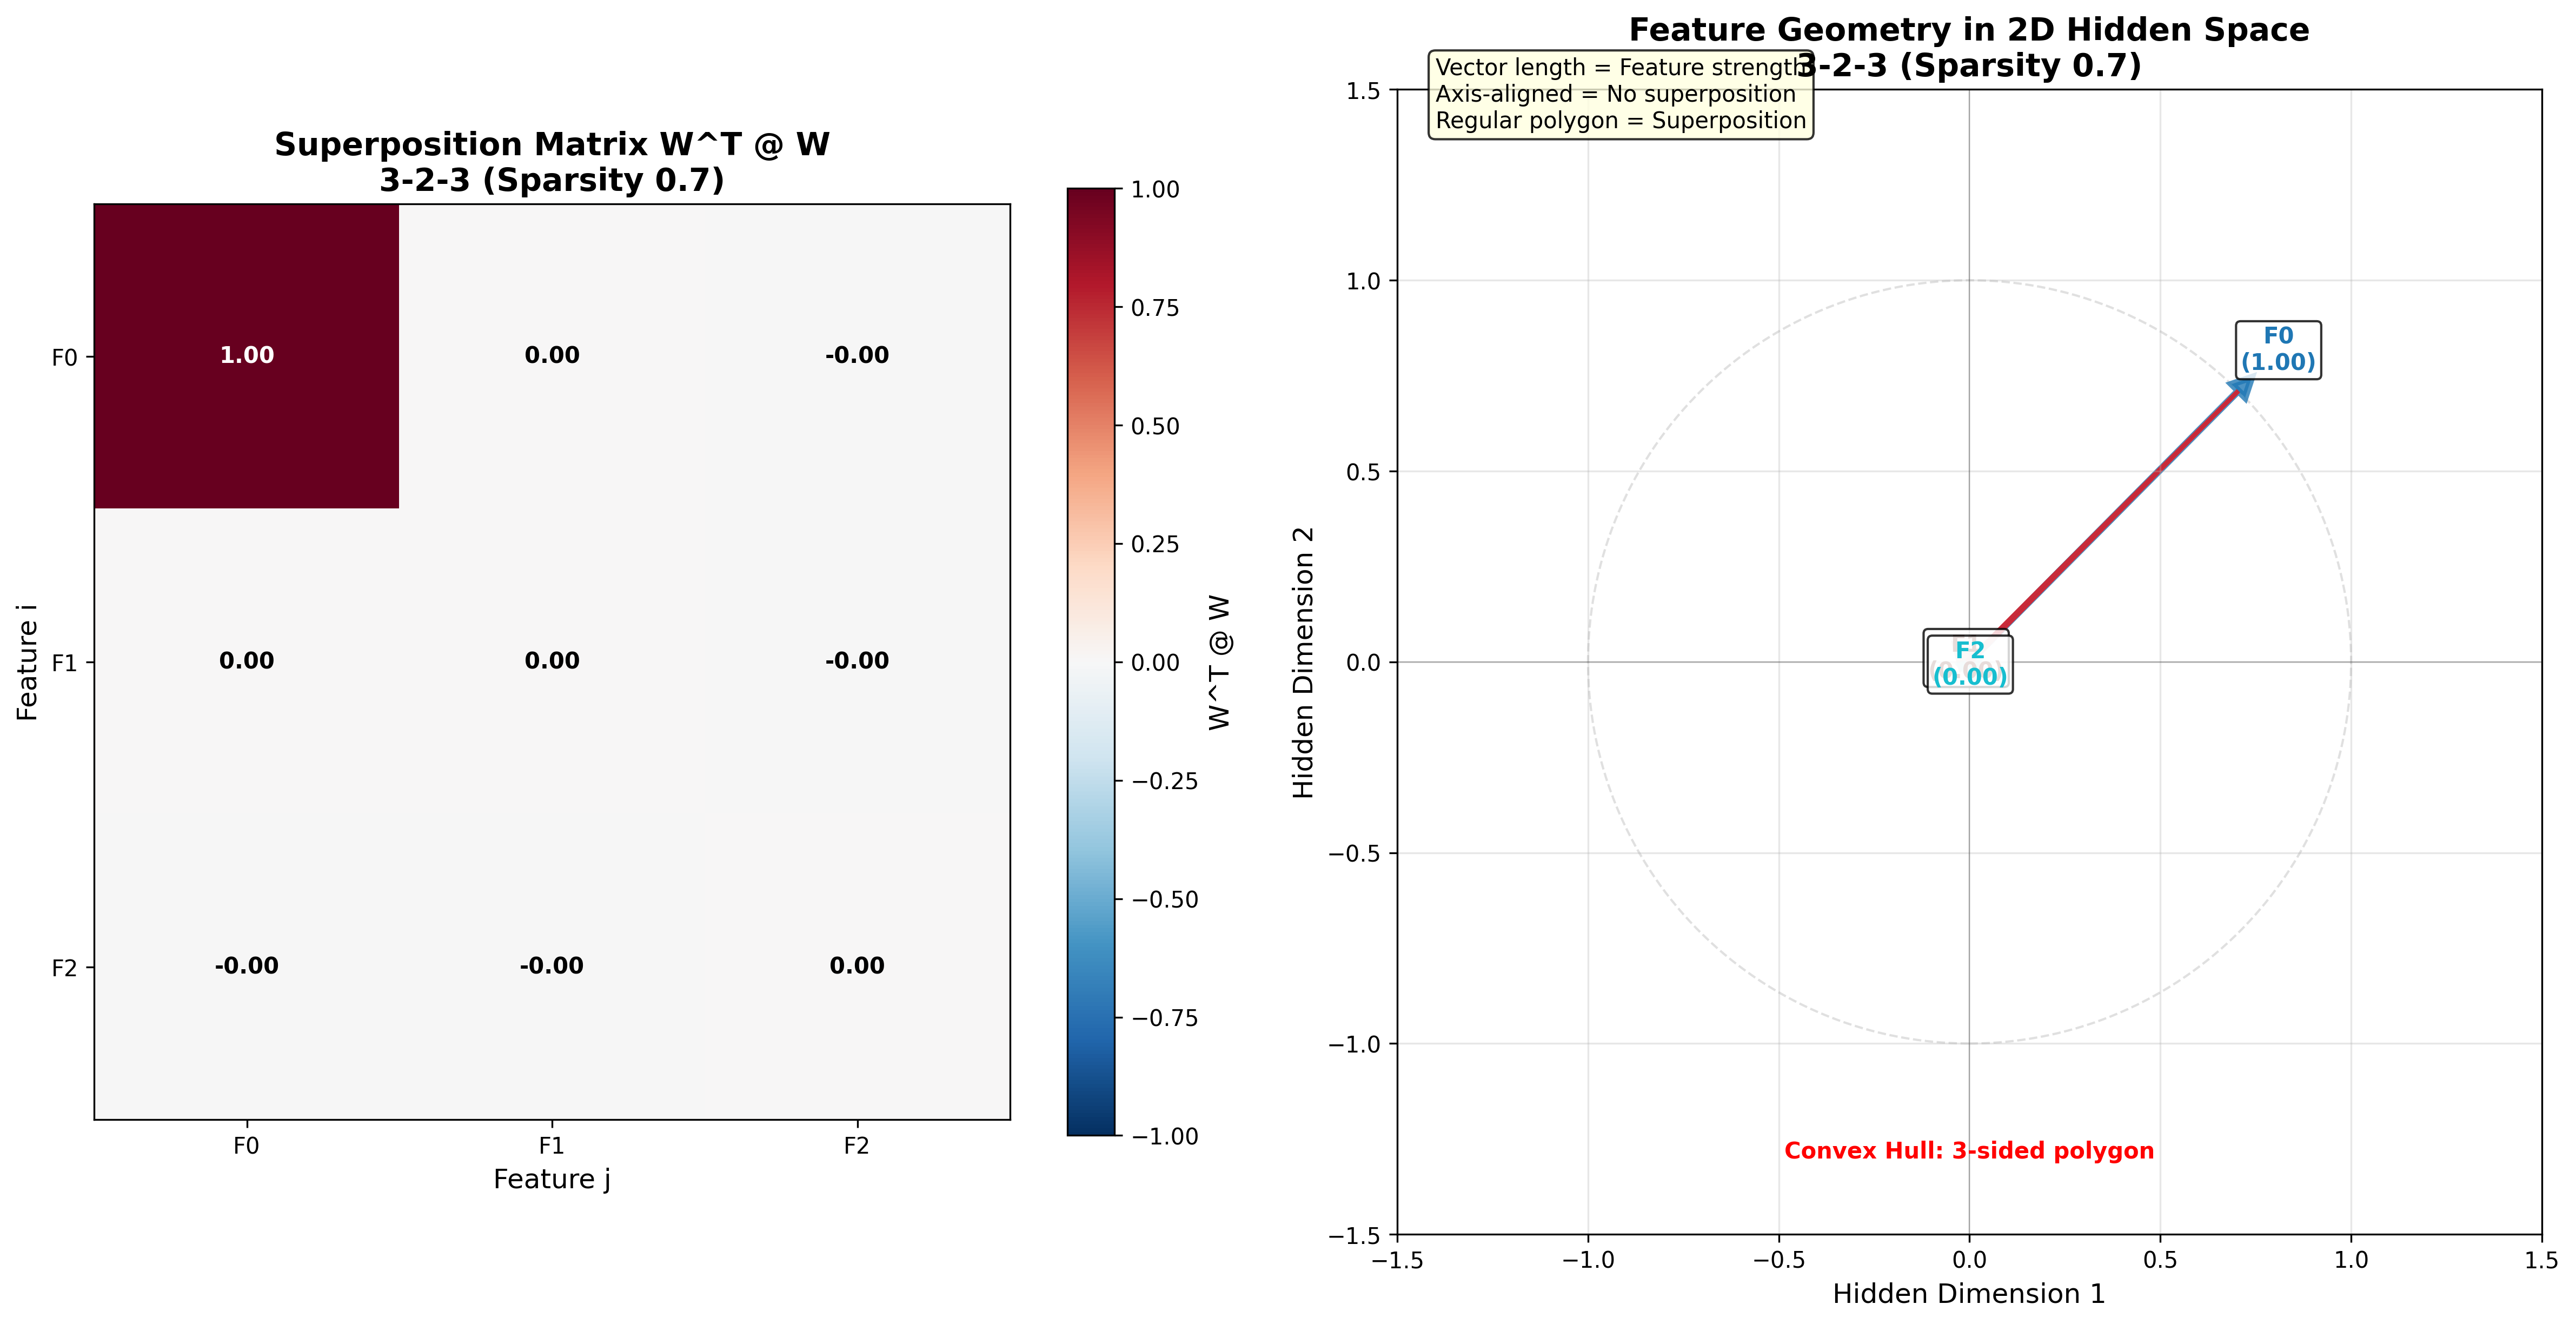 Superposition Matrix W^T @ W
3-2-3 (Sparsity 0.7)
Feature i
F0
F1
F2
1.00
0.00
-0.00
0.00
0.00
-0.00
-0.00
-0.00
0.00
F0
F1
F2
Feature j
1.00
0.75
0.50
0.25
0.00
−0.25
−0.50
−0.75
−1.00
W^T @ W
Feature Geometry in 2D Hidden Space
3-2-3 (Sparsity 0.7)
Vector length = Feature strength
Axis-aligned = No superposition
Regular polygon = Superposition
Hidden Dimension 2
1.5
1.0
0.5
0.0
−0.5
−1.0
−1.5
F0
(1.00)
F2
(0.00)
Convex Hull: 3-sided polygon
−1.5
−1.0
−0.5
0.0
0.5
1.0
1.5
Hidden Dimension 1